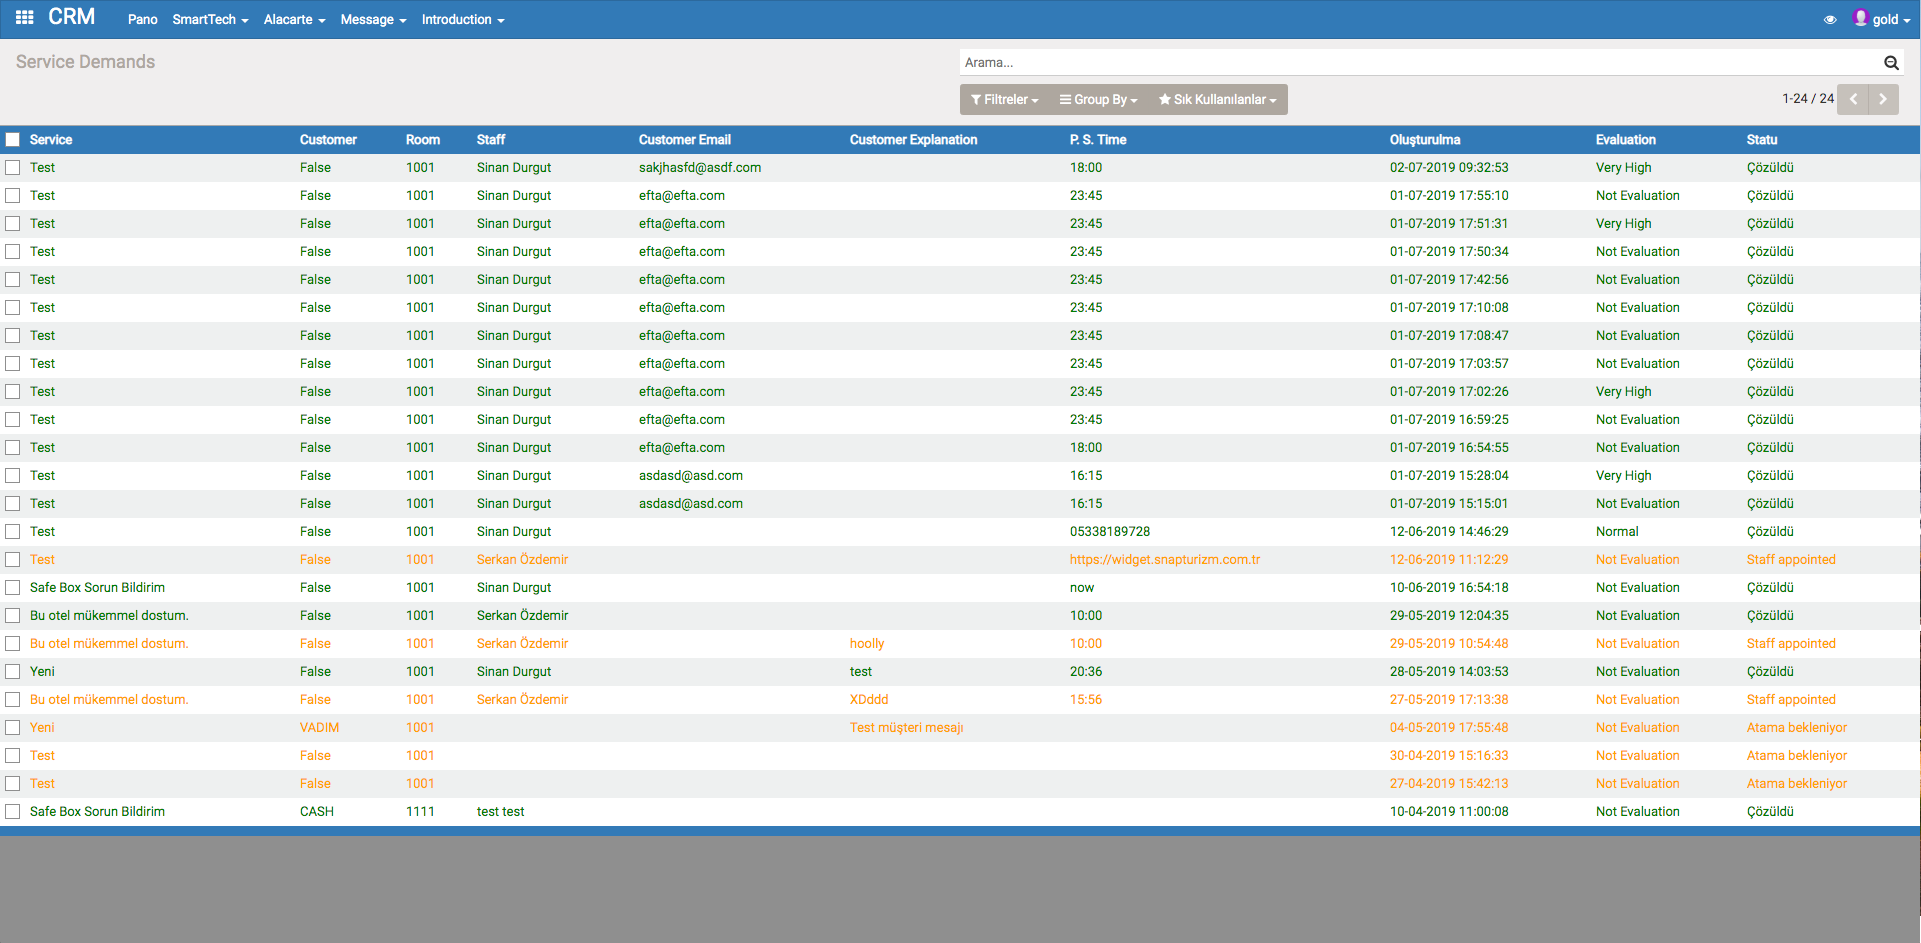 CRM Pano SmartTech Alacarte Message Introduction gold
Service Demands Arama...
Filtreler Group By Sık Kullanılanlar 1-24 / 24
Service Customer Room Staff Customer Email Customer Explanation P. S. Time Oluşturulma Evaluation Statu
Test False 1001 Sinan Durgut sakjhasfd@asdf.com 18:00 02-07-2019 09:32:53 Very High Çözüldü
Test False 1001 Sinan Durgut efta@efta.com 23:45 01-07-2019 17:55:10 Not Evaluation Çözüldü
Test False 1001 Sinan Durgut efta@efta.com 23:45 01-07-2019 17:51:31 Very High Çözüldü
Test False 1001 Sinan Durgut efta@efta.com 23:45 01-07-2019 17:50:34 Not Evaluation Çözüldü
Test False 1001 Sinan Durgut efta@efta.com 23:45 01-07-2019 17:42:56 Not Evaluation Çözüldü
Test False 1001 Sinan Durgut efta@efta.com 23:45 01-07-2019 17:10:08 Not Evaluation Çözüldü
Test False 1001 Sinan Durgut efta@efta.com 23:45 01-07-2019 17:08:47 Not Evaluation Çözüldü
Test False 1001 Sinan Durgut efta@efta.com 23:45 01-07-2019 17:03:57 Not Evaluation Çözüldü
Test False 1001 Sinan Durgut efta@efta.com 23:45 01-07-2019 17:02:26 Very High Çözüldü
Test False 1001 Sinan Durgut efta@efta.com 23:45 01-07-2019 16:59:25 Not Evaluation Çözüldü
Test False 1001 Sinan Durgut efta@efta.com 18:00 01-07-2019 16:54:55 Not Evaluation Çözüldü
Test False 1001 Sinan Durgut asdasd@asd.com 16:15 01-07-2019 15:28:04 Very High Çözüldü
Test False 1001 Sinan Durgut asdasd@asd.com 16:15 01-07-2019 15:15:01 Not Evaluation Çözüldü
Test False 1001 Sinan Durgut 05338189728 12-06-2019 14:46:29 Normal Çözüldü
Test False 1001 Serkan Özdemir https://widget.snapturizm.com.tr 12-06-2019 11:12:29 Not Evaluation Staff appointed
Safe Box Sorun Bildirim False 1001 Sinan Durgut now 10-06-2019 16:54:18 Not Evaluation Çözüldü
Bu otel mükemmel dostum. False 1001 Serkan Özdemir 10:00 29-05-2019 12:04:35 Not Evaluation Çözüldü
Bu otel mükemmel dostum. False 1001 Serkan Özdemir hoolly 10:00 29-05-2019 10:54:48 Not Evaluation Staff appointed
Yeni False 1001 Sinan Durgut test 20:36 28-05-2019 14:03:53 Not Evaluation Çözüldü
Bu otel mükemmel dostum. False 1001 Serkan Özdemir XDddd 15:56 27-05-2019 17:13:38 Not Evaluation Staff appointed
Yeni VADIM 1001 Test müşteri mesajı 04-05-2019 17:55:48 Not Evaluation Atama bekleniyor
Test False 1001 30-04-2019 15:16:33 Not Evaluation Atama bekleniyor
Test False 1001 27-04-2019 15:42:13 Not Evaluation Atama bekleniyor
Safe Box Sorun Bildirim CASH 1111 test test 10-04-2019 11:00:08 Not Evaluation Çözüldü